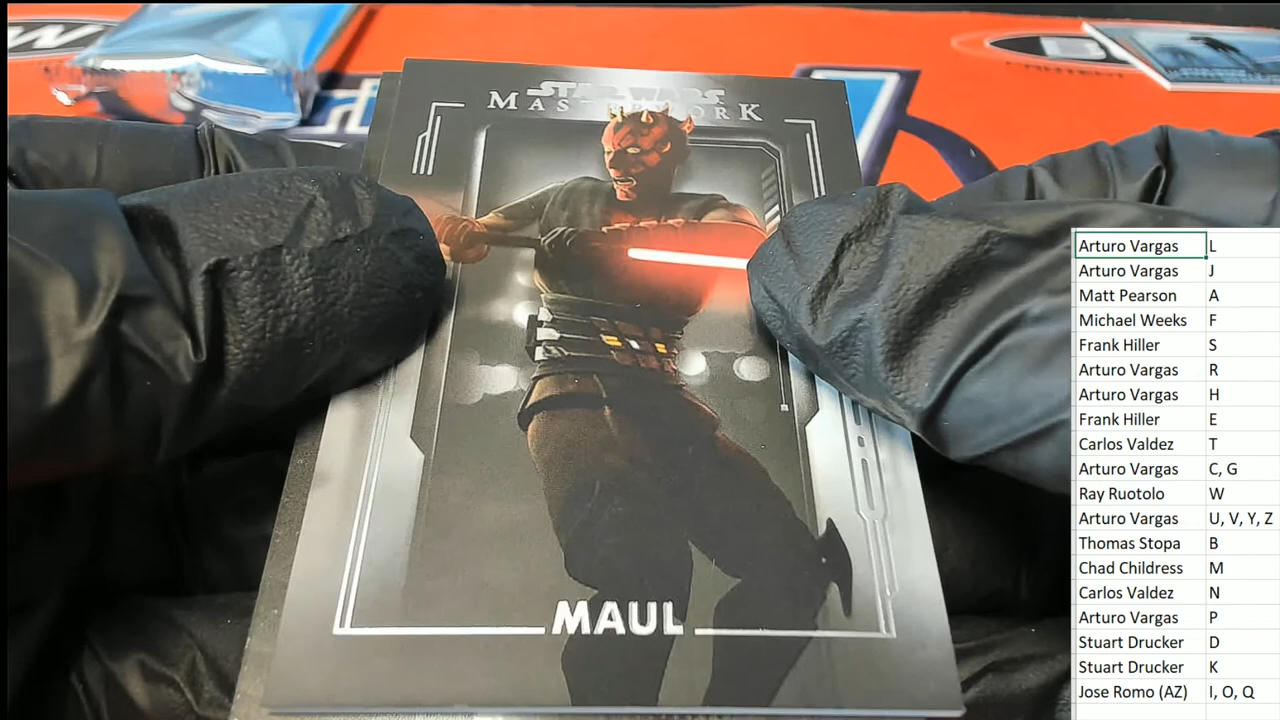 STAR WARS
MASTERWORK
MAUL
Arturo Vargas L
Arturo Vargas J
Matt Pearson A
Michael Weeks F
Frank Hiller S
Arturo Vargas R
Arturo Vargas H
Frank Hiller E
Carlos Valdez T
Arturo Vargas C, G
Ray Ruotolo W
Arturo Vargas U, V, Y, Z
Thomas Stopa B
Chad Childress M
Carlos Valdez N
Arturo Vargas P
Stuart Drucker D
Stuart Drucker K
Jose Romo (AZ) I, O, Q